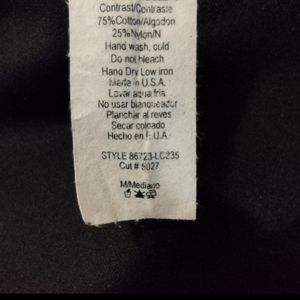 Contrast/Contraste
75%Cotton/Algodon
25%Nylon/N
Hand wash, cold
Do not bleach
Hang Dry Low iron
Made in U.S.A.
Lavar agua fria
No usar blanqueador
Planchar al reves
Secar colgado
Hecho en E.U.A.
STYLE 86723-LC235
Cut # 5027
M/Mediano